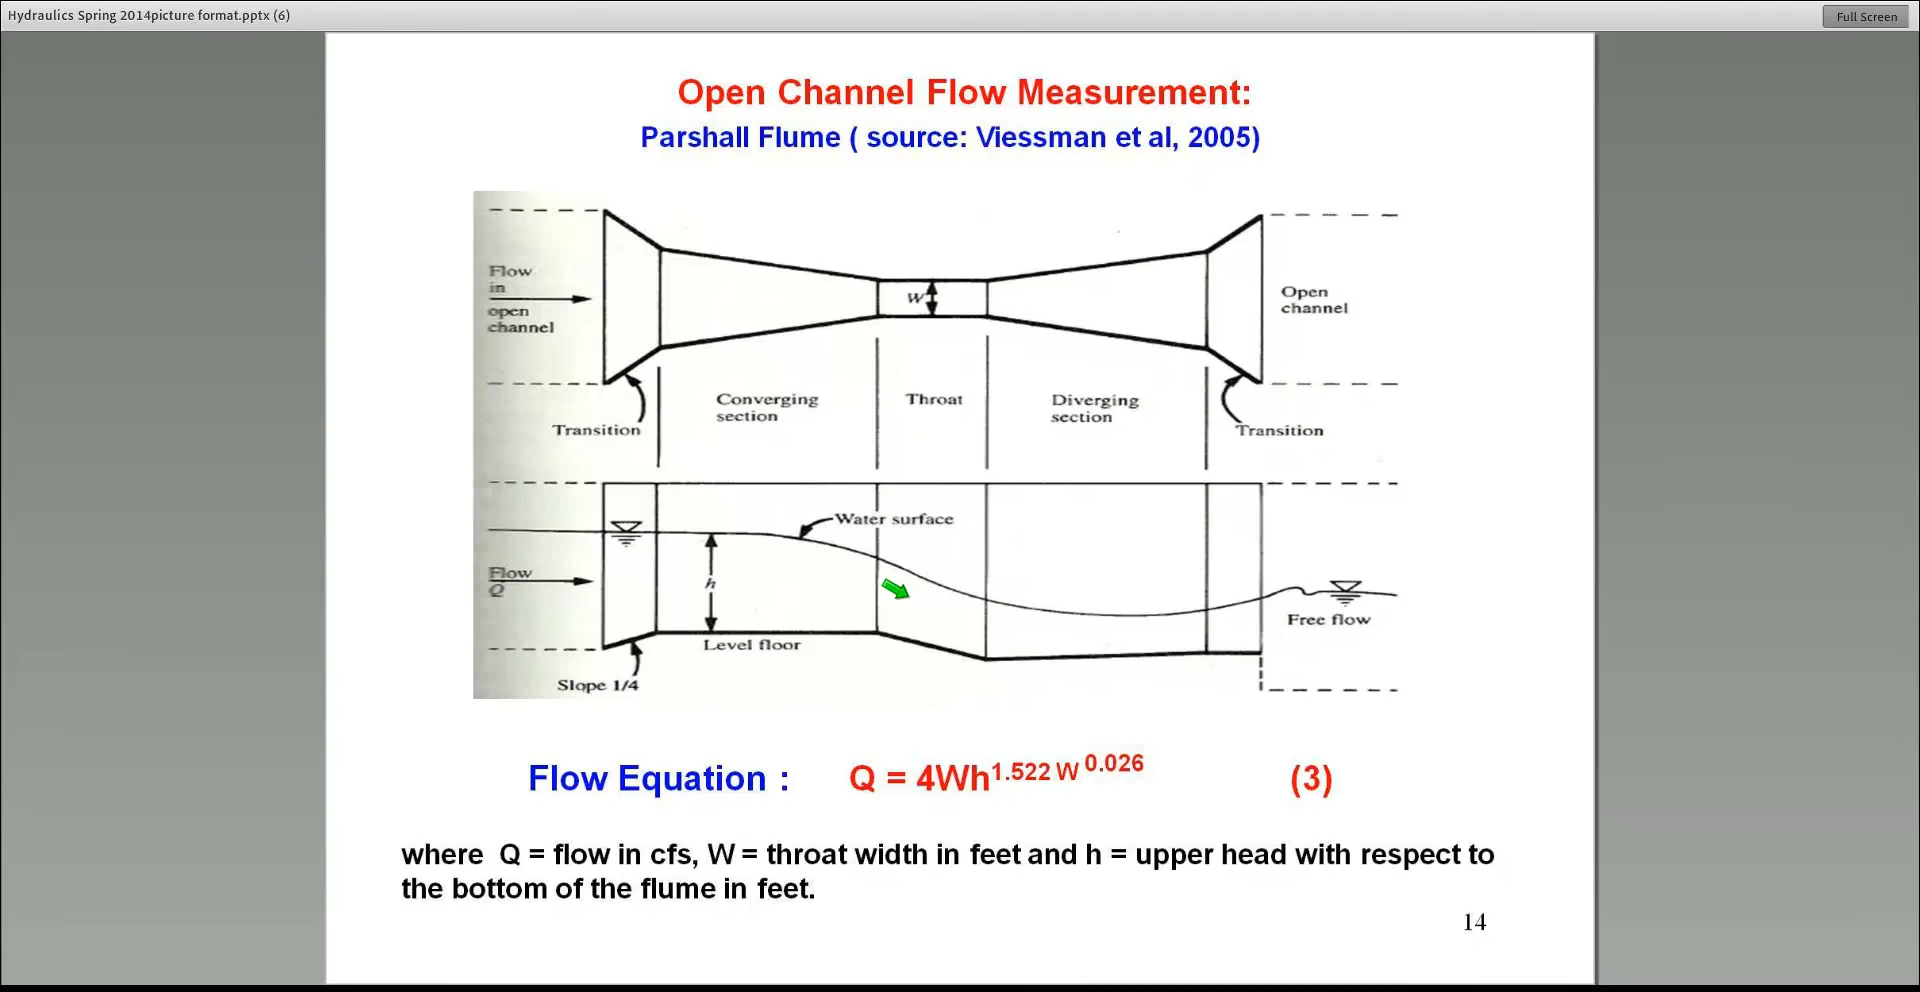 Hydraulics Spring 2014picture format.pptx (6)
Full Screen
Open Channel Flow Measurement:
Parshall Flume ( source: Viessman et al, 2005)
Flow
in
open
channel
W
Open
channel
Converging
section
Throat
Diverging
section
Transition
Transition
Water surface
Flow
Q
h
Free flow
Level floor
Slope 1/4
Flow Equation : Q = 4Wh^1.522 W^0.026 (3)
where Q = flow in cfs, W = throat width in feet and h = upper head with respect to
the bottom of the flume in feet.
14